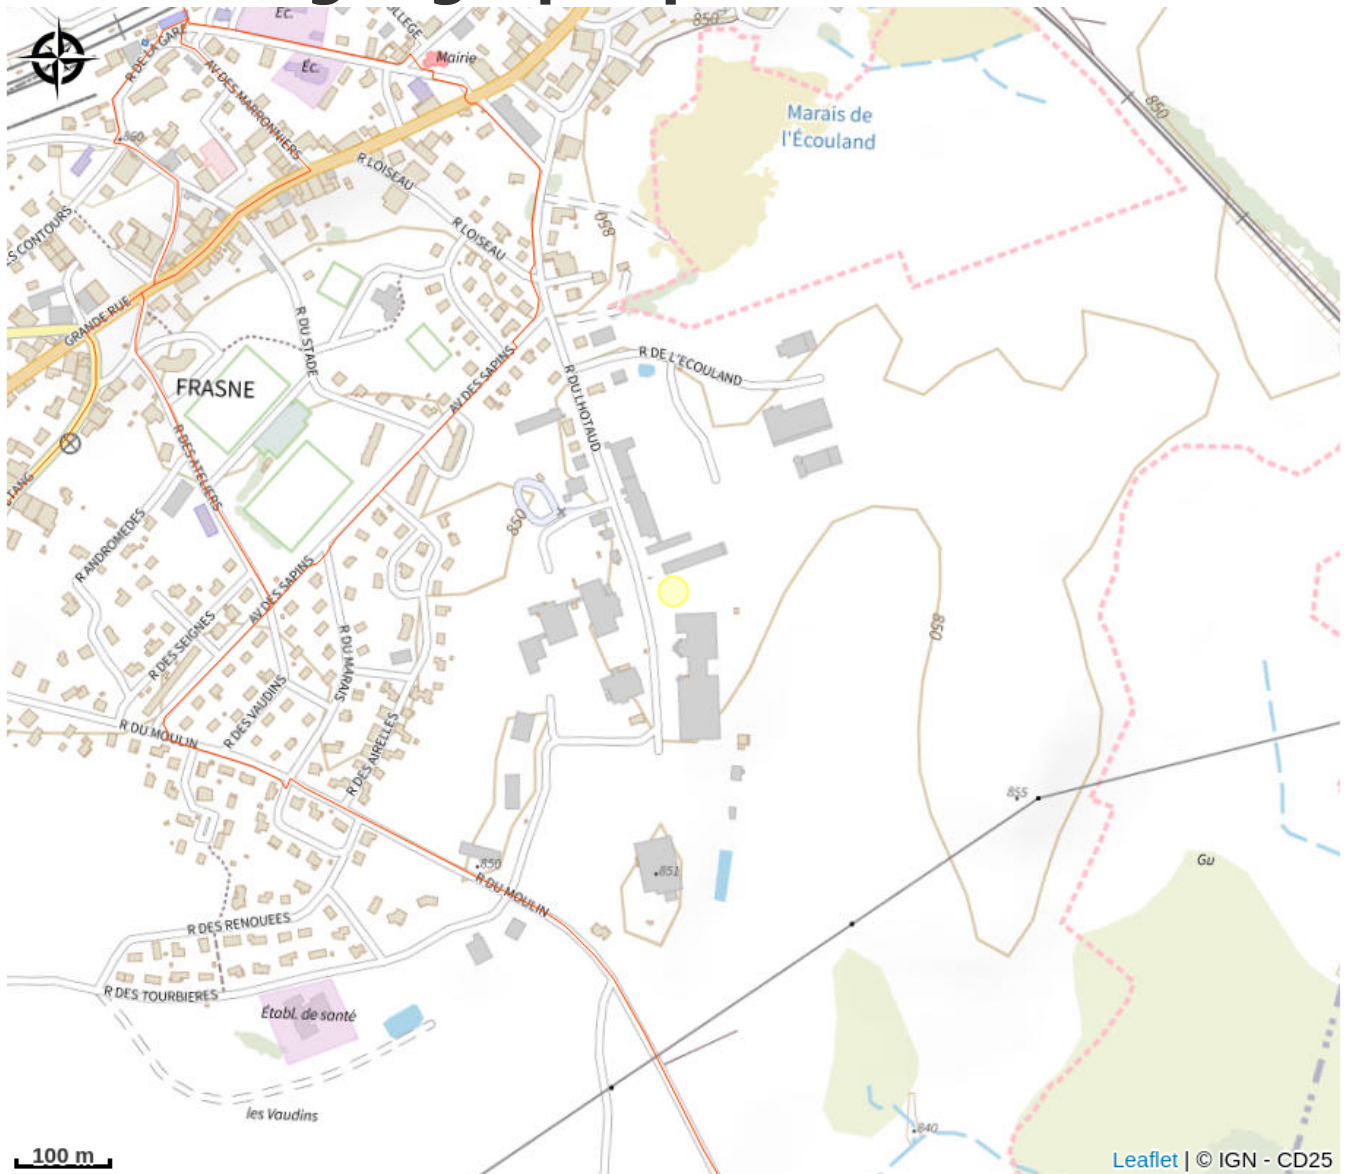 Éc.
850
R DE LA GARE
Mairie
Éc.
AV DES MARRONNIERS
850
Marais de
l'Écouland
860
R LOISEAU
R LOISEAU
850
GRANDE RUE
R DU STADE
R DE L'ECOULAND
AV DES SAPINS
R DU LHOTAUD
FRASNE
R DES ATELIERS
850
R ANDROMEDES
AV DES SAPINS
R DES SEIGNES
R DU MARAIS
850
R DES VAUDINS
R DU MOULIN
R DES AIRELLES
855
850
851
R DU MOULIN
Gu
R DES RENOUEES
R DES TOURBIERES
Établ. de santé
les Vaudins
840
100 m
Leaflet | © IGN - CD25